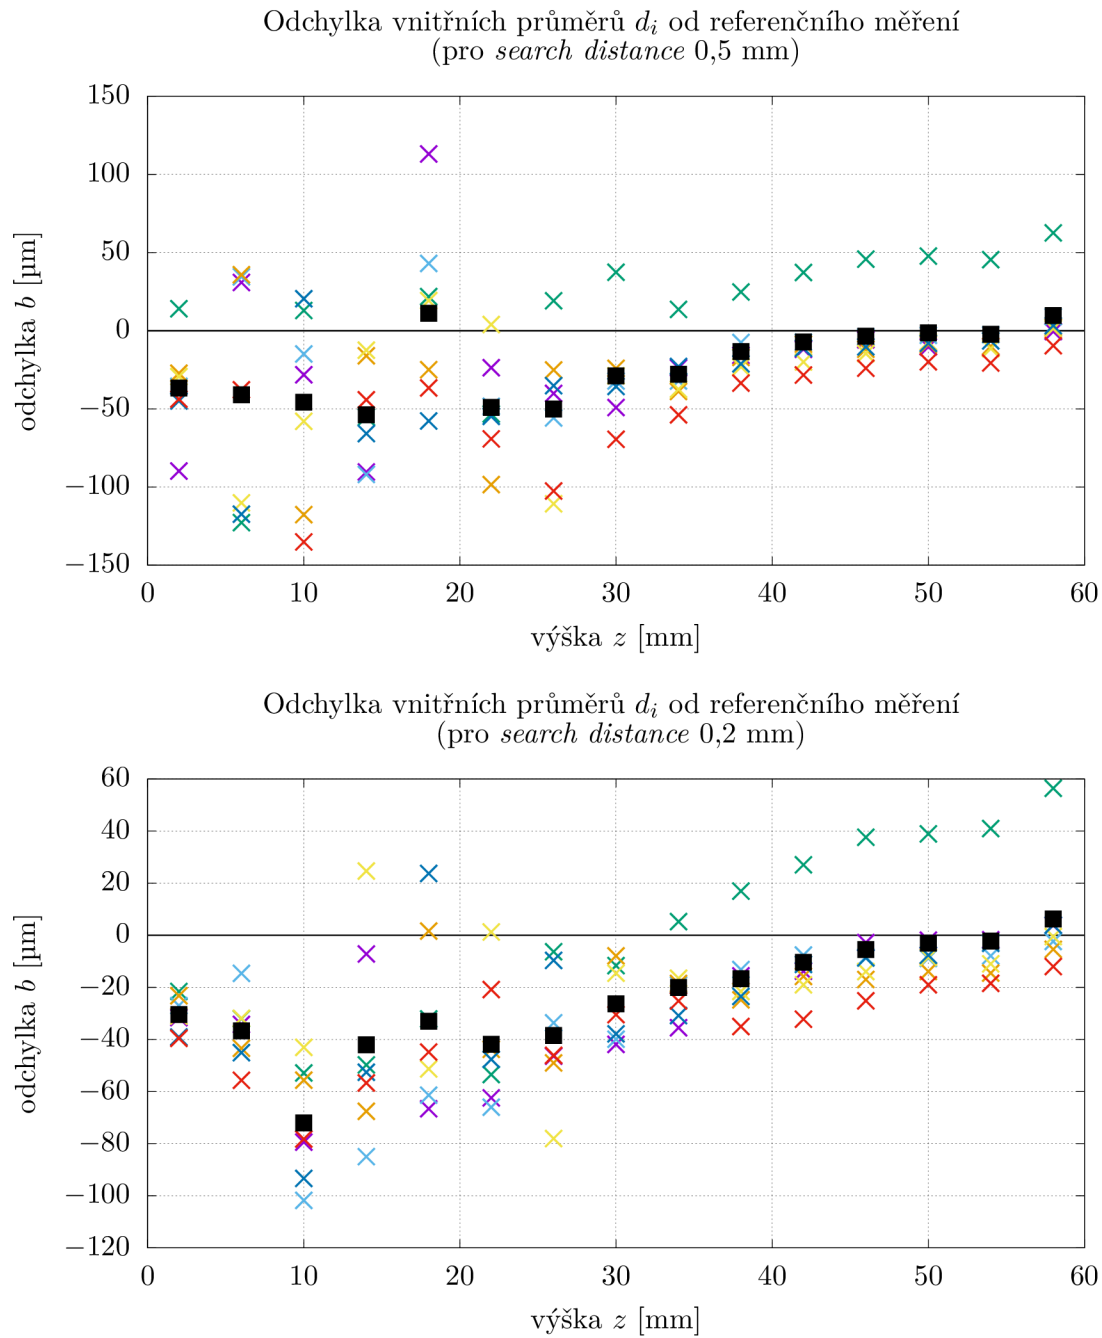 Odchylka vnitřních průměrů d_i od referenčního měření
(pro search distance 0,5 mm)
150
100
50
0
−50
−100
−150
odchylka b [µm]
0 10 20 30 40 50 60
výška z [mm]
Odchylka vnitřních průměrů d_i od referenčního měření
(pro search distance 0,2 mm)
60
40
20
0
−20
−40
−60
−80
−100
−120
odchylka b [µm]
0 10 20 30 40 50 60
výška z [mm]